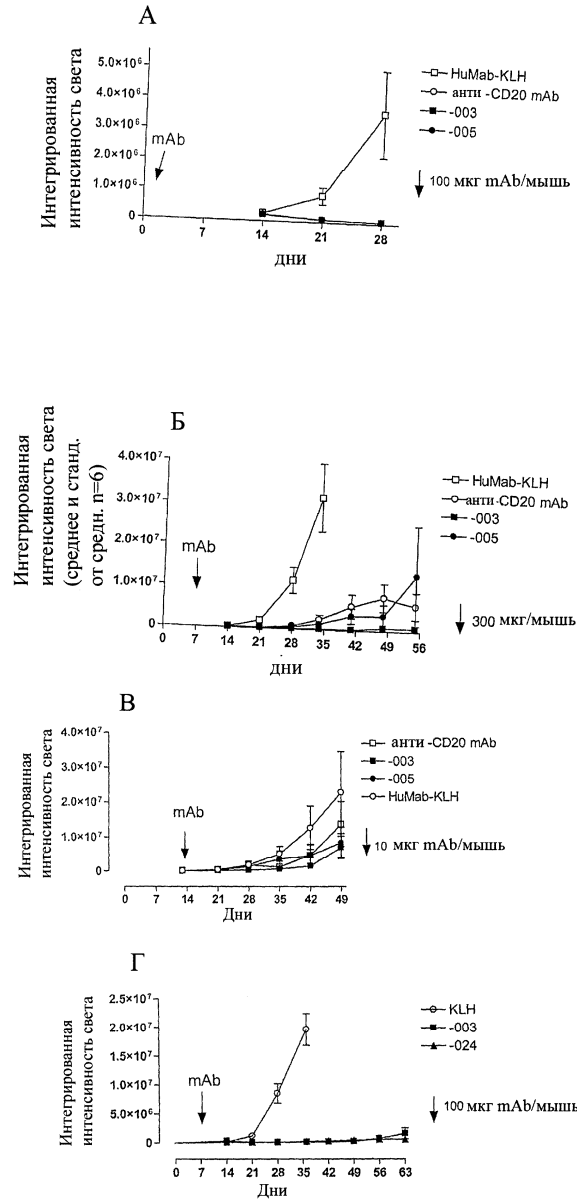 А
Интегрированная
интенсивность света
5.0×10⁶
4.0×10⁶
3.0×10⁶
2.0×10⁶
1.0×10⁶
0
mAb
0 7 14 21 28
дни
HuMab-KLH
анти -CD20 mAb
-003
-005
100 мкг mAb/мышь
Б
Интегрированная
интенсивность света
(среднее и станд.
от средн. n=6)
4.0×10⁷
3.0×10⁷
2.0×10⁷
1.0×10⁷
0
mAb
0 7 14 21 28 35 42 49 56
дни
HuMab-KLH
анти-CD20 mAb
-003
-005
300 мкг/мышь
В
Интегрированная
интенсивность света
4.0×10⁷
3.0×10⁷
2.0×10⁷
1.0×10⁷
0
mAb
0 7 14 21 28 35 42 49
Дни
анти -CD20 mAb
-003
-005
HuMab-KLH
10 мкг mAb/мышь
Г
Интегрированная
интенсивность света
2.5×10⁷
2.0×10⁷
1.5×10⁷
1.0×10⁷
5.0×10⁶
0
mAb
0 7 14 21 28 35 42 49 56 63
Дни
KLH
-003
-024
100 мкг mAb/мышь